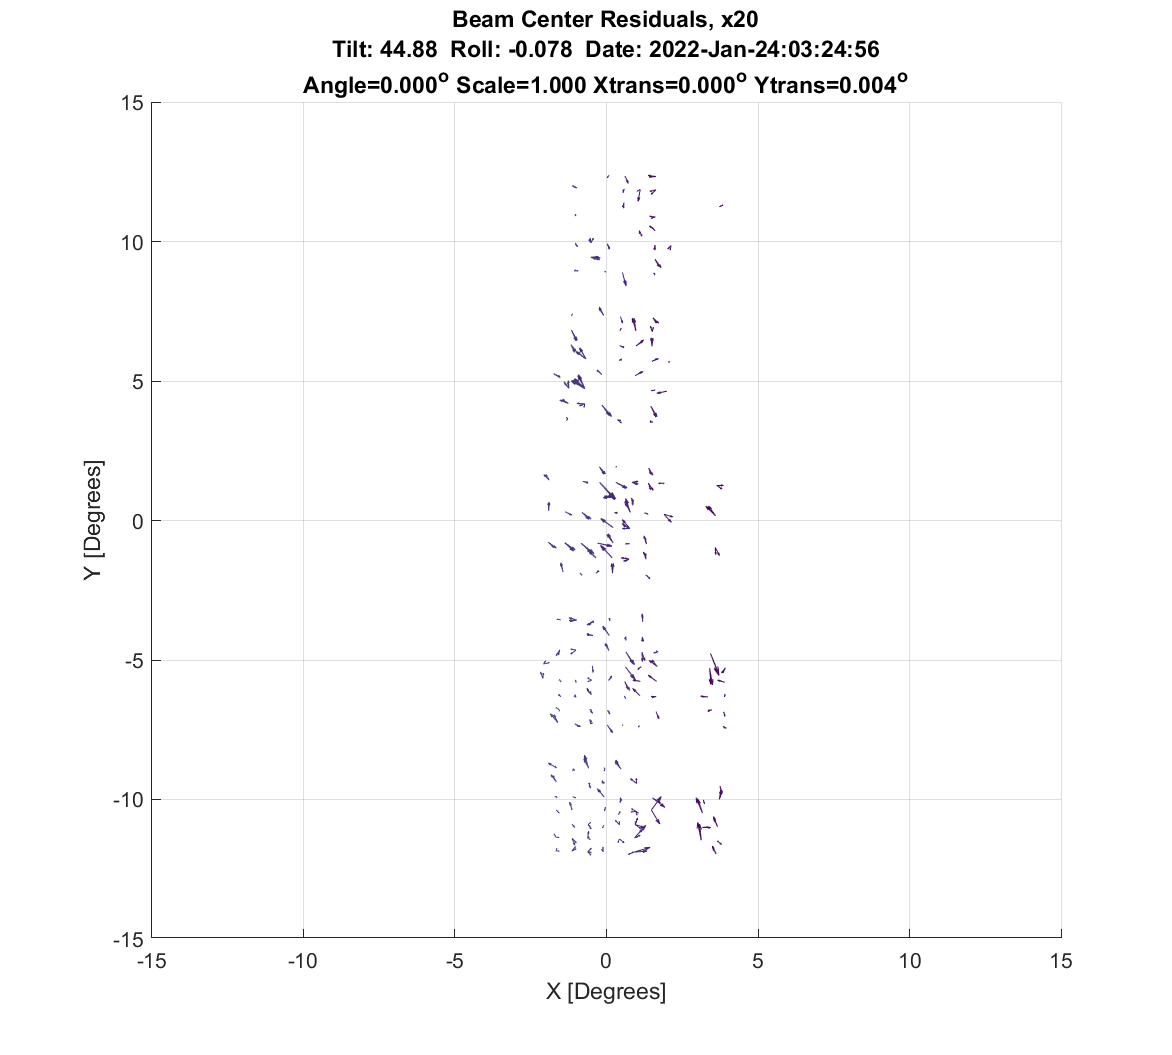 Beam Center Residuals, x20
Tilt: 44.88  Roll: -0.078  Date: 2022-Jan-24:03:24:56
Angle=0.000° Scale=1.000 Xtrans=0.000° Ytrans=0.004°
15
10
5
0
-5
-10
-15
Y [Degrees]
-15 -10 -5 0 5 10 15
X [Degrees]